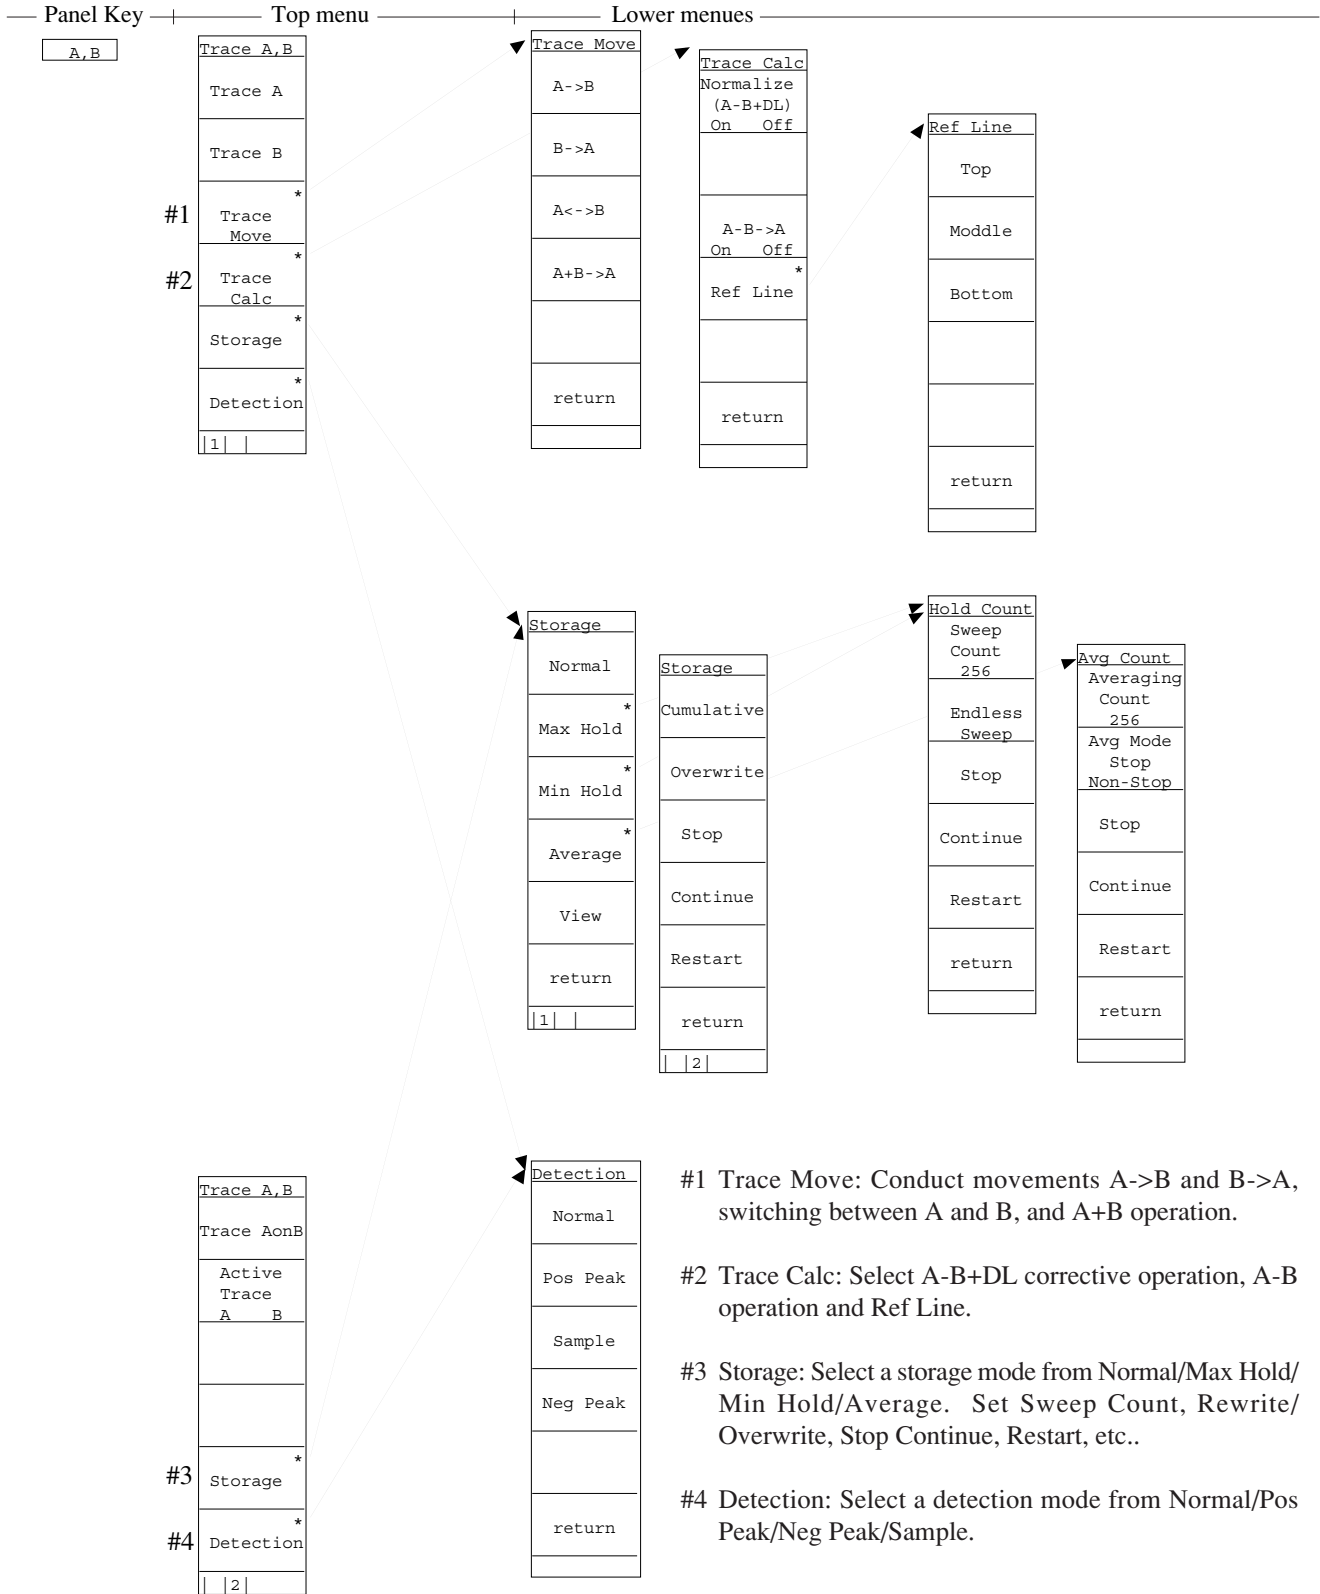 Panel Key
Top menu
Lower menues
A,B
Trace A,B
Trace A
Trace B
*
#1
Trace
Move
*
#2
Trace
Calc
*
Storage
*
Detection
|1| |
Trace Move
A->B
B->A
A<->B
A+B->A
return
Trace Calc
Normalize
(A-B+DL)
On Off
A-B->A
On Off
*
Ref Line
return
Ref Line
Top
Moddle
Bottom
return
Storage
Normal
*
Max Hold
*
Min Hold
*
Average
View
return
|1| |
Storage
Cumulative
Overwrite
Stop
Continue
Restart
return
| |2|
Hold Count
Sweep
Count
256
Endless
Sweep
Stop
Continue
Restart
return
Avg Count
Averaging
Count
256
Avg Mode
Stop
Non-Stop
Stop
Continue
Restart
return
Trace A,B
Trace AonB
Active
Trace
A B
*
#3
Storage
*
#4
Detection
| |2|
Detection
Normal
Pos Peak
Sample
Neg Peak
return
#1 Trace Move: Conduct movements A->B and B->A,
switching between A and B, and A+B operation.
#2 Trace Calc: Select A-B+DL corrective operation, A-B
operation and Ref Line.
#3 Storage: Select a storage mode from Normal/Max Hold/
Min Hold/Average. Set Sweep Count, Rewrite/
Overwrite, Stop Continue, Restart, etc..
#4 Detection: Select a detection mode from Normal/Pos
Peak/Neg Peak/Sample.